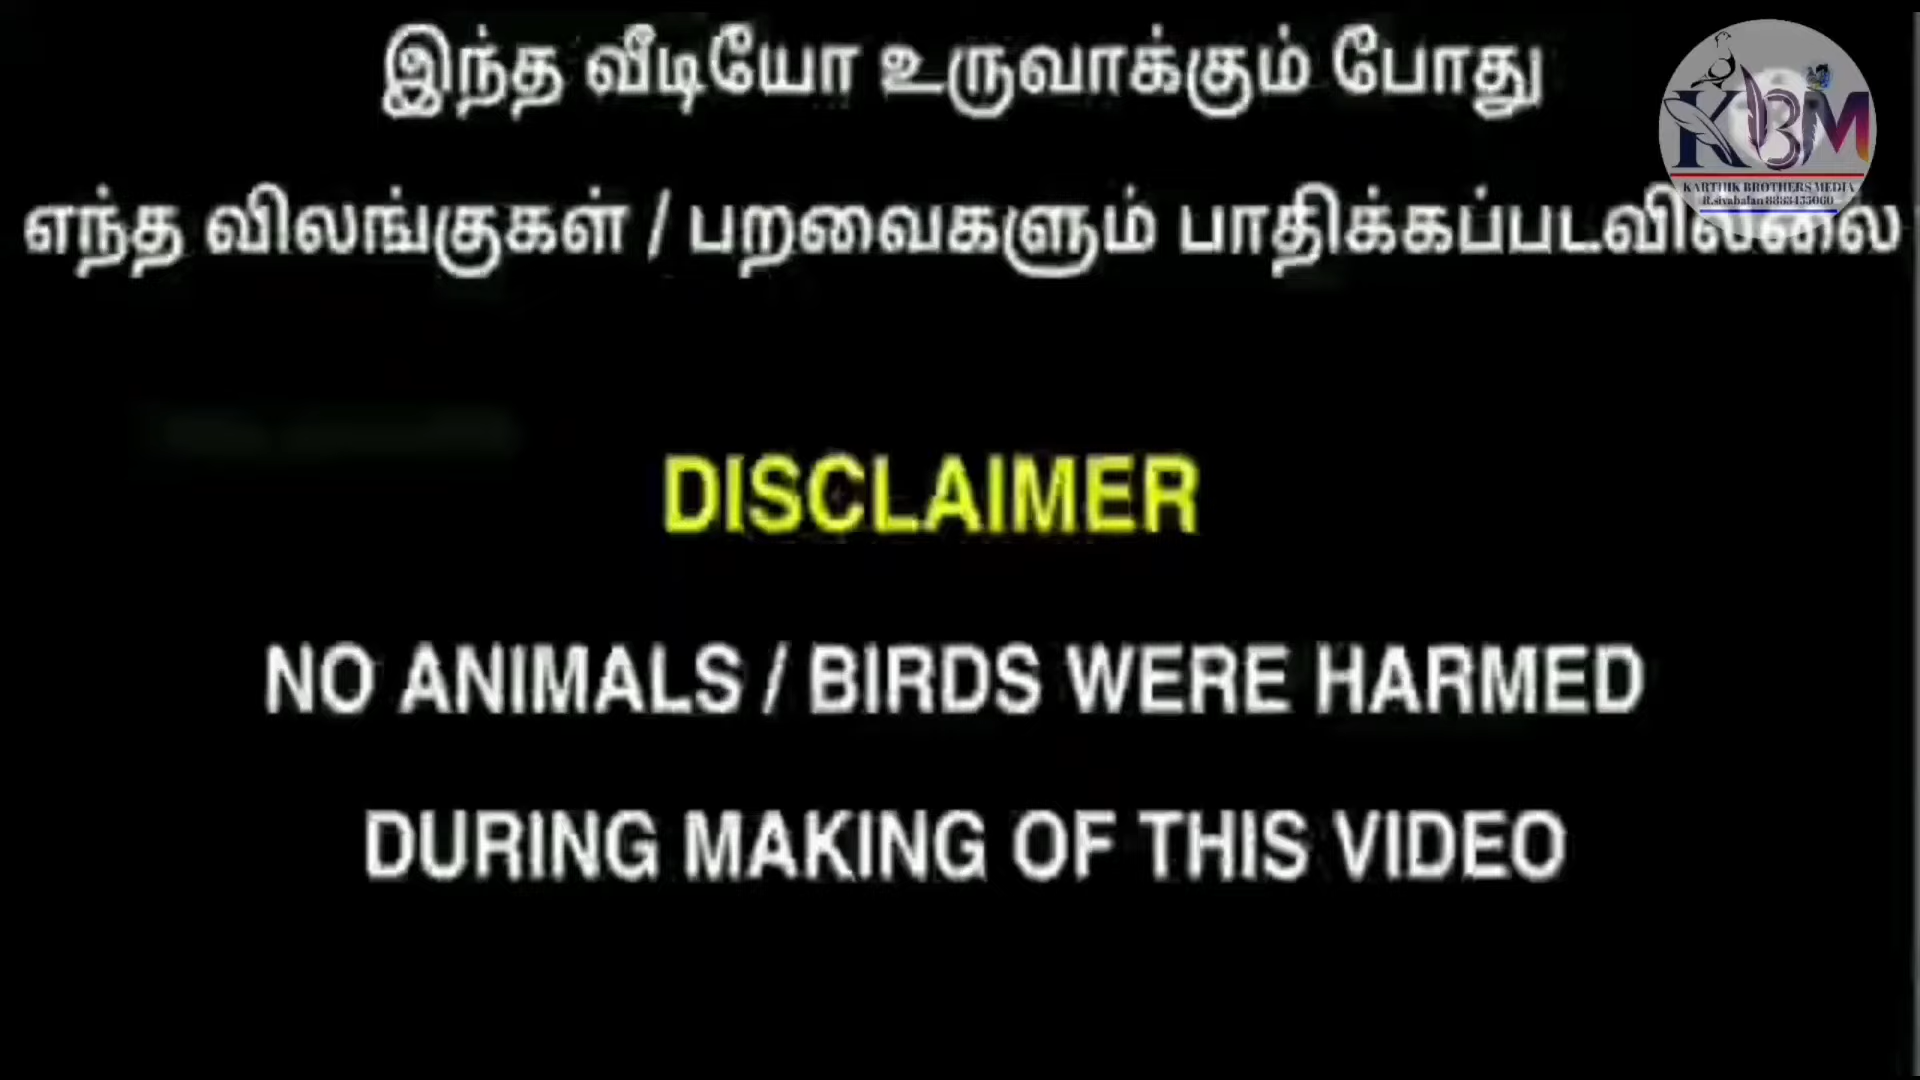 இந்த வீடியோ உருவாக்கும் போது
எந்த விலங்குகள் / பறவைகளும் பாதிக்கப்படவில்லை
KBM
KARTHIK BROTHERS MEDIA
DISCLAIMER
NO ANIMALS / BIRDS WERE HARMED
DURING MAKING OF THIS VIDEO